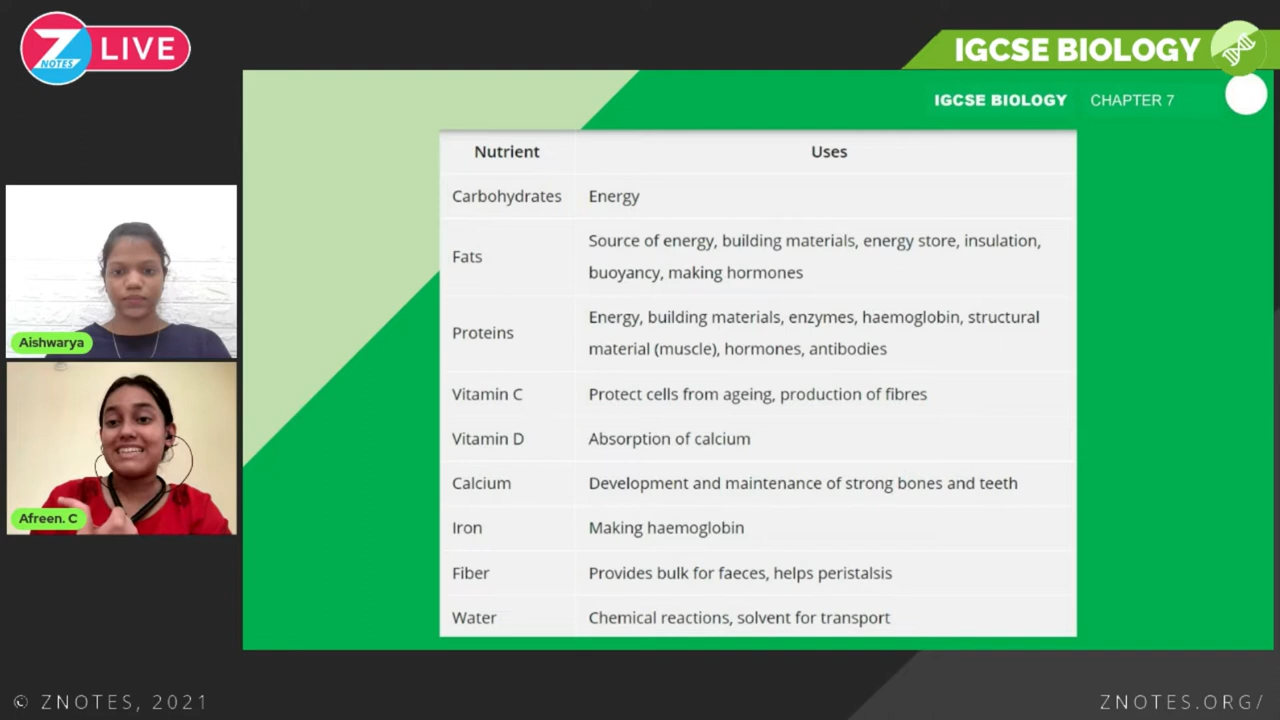 Z NOTES LIVE
IGCSE BIOLOGY
IGCSE BIOLOGY CHAPTER 7
Nutrient Uses
Carbohydrates Energy
Fats Source of energy, building materials, energy store, insulation,
buoyancy, making hormones
Proteins Energy, building materials, enzymes, haemoglobin, structural
material (muscle), hormones, antibodies
Vitamin C Protect cells from ageing, production of fibres
Vitamin D Absorption of calcium
Calcium Development and maintenance of strong bones and teeth
Iron Making haemoglobin
Fiber Provides bulk for faeces, helps peristalsis
Water Chemical reactions, solvent for transport
Aishwarya
Afreen. C
© ZNOTES, 2021
ZNOTES.ORG/